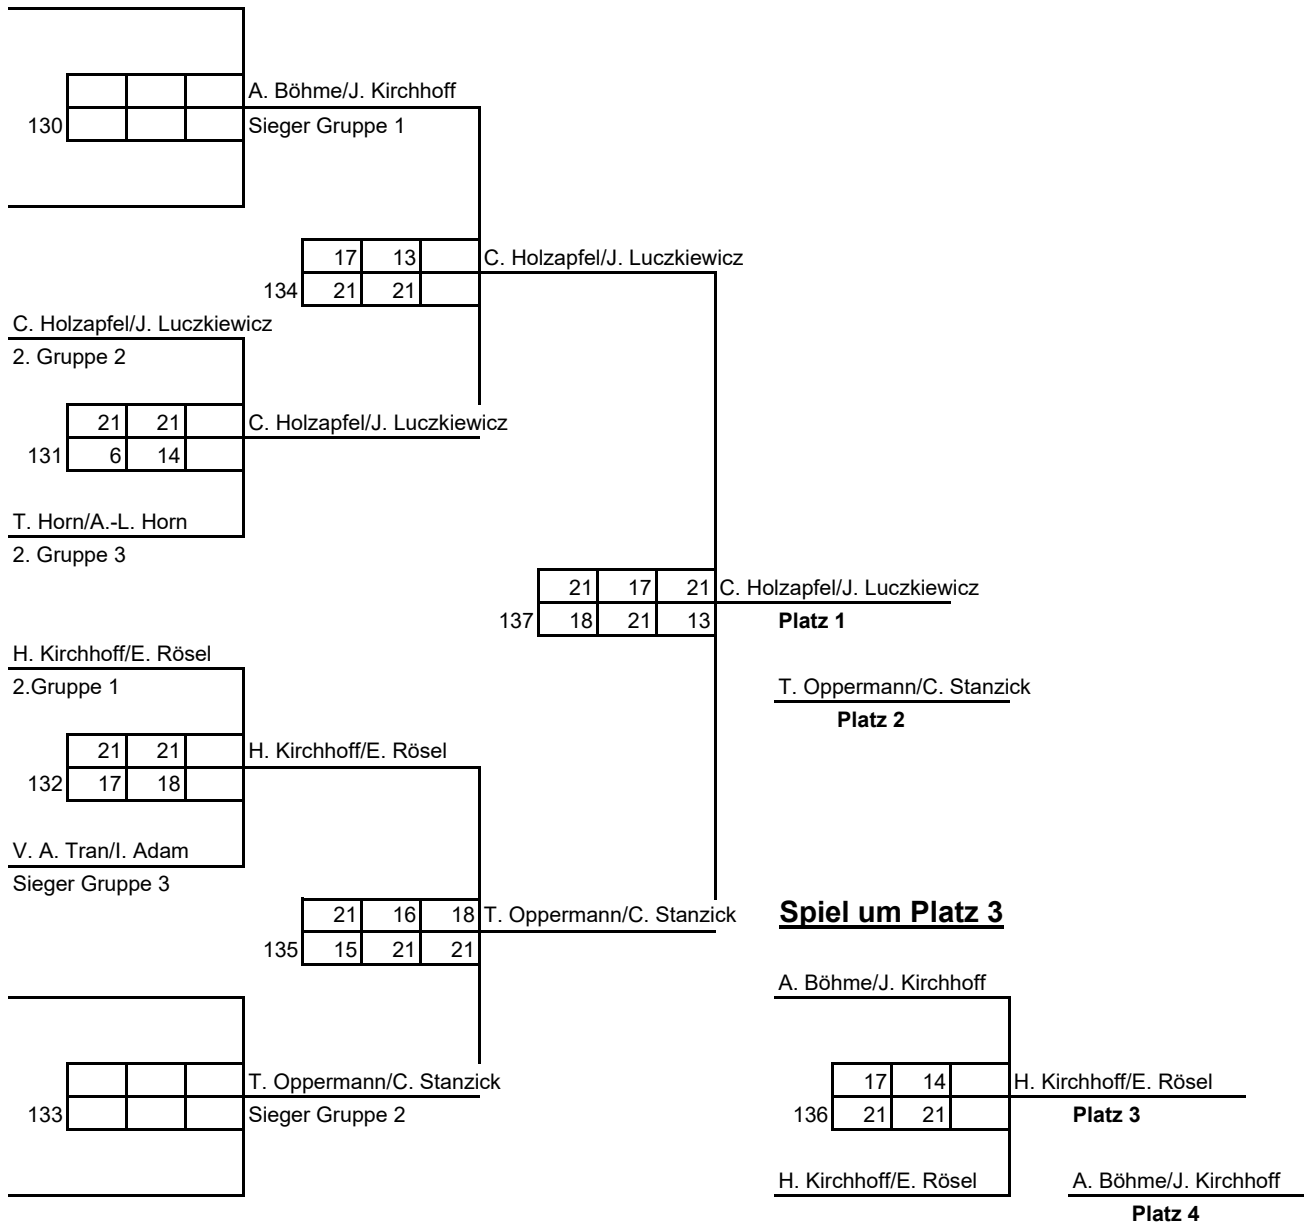 A. Böhme/J. Kirchhoff
130 Sieger Gruppe 1
17 13 C. Holzapfel/J. Luczkiewicz
134 21 21
C. Holzapfel/J. Luczkiewicz
2. Gruppe 2
21 21 C. Holzapfel/J. Luczkiewicz
131 6 14
T. Horn/A.-L. Horn
2. Gruppe 3
21 17 21 C. Holzapfel/J. Luczkiewicz
137 18 21 13 Platz 1
H. Kirchhoff/E. Rösel
2.Gruppe 1 T. Oppermann/C. Stanzick
Platz 2
21 21 H. Kirchhoff/E. Rösel
132 17 18
V. A. Tran/I. Adam
Sieger Gruppe 3
21 16 18 T. Oppermann/C. Stanzick Spiel um Platz 3
135 15 21 21
A. Böhme/J. Kirchhoff
T. Oppermann/C. Stanzick 17 14 H. Kirchhoff/E. Rösel
133 Sieger Gruppe 2 136 21 21 Platz 3
H. Kirchhoff/E. Rösel A. Böhme/J. Kirchhoff
Platz 4